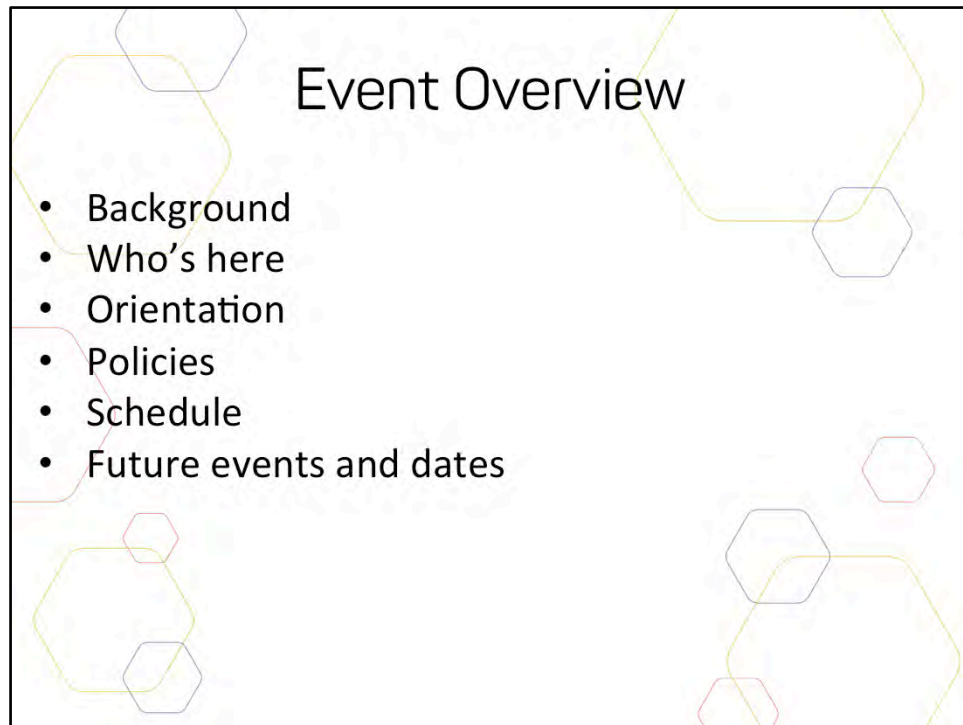 Event Overview
• Background
• Who’s here
• Orientation
• Policies
• Schedule
• Future events and dates